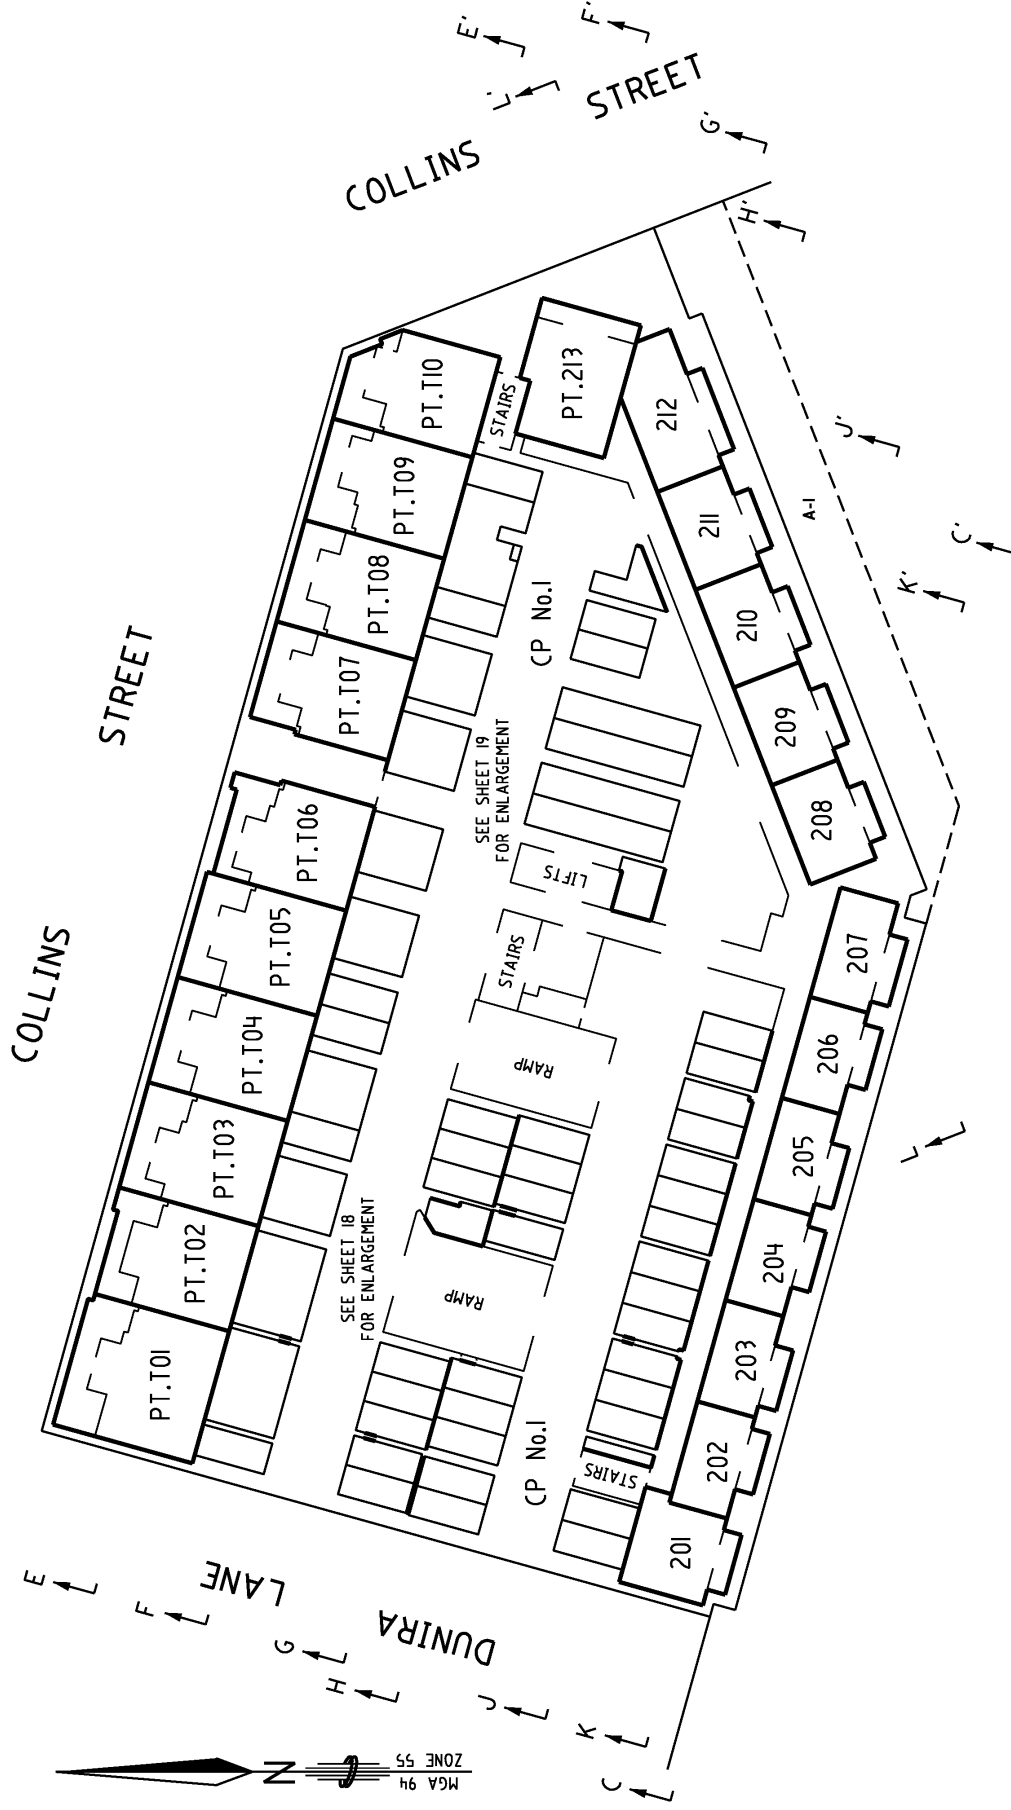 E'
F'
L'
G'
H'
COLLINS STREET
COLLINS STREET
PT.T10
PT.T09
PT.T08
PT.T07
PT.T06
PT.T05
PT.T04
PT.T03
PT.T02
PT.T01
STAIRS
PT.213
212
211
210
209
208
207
206
205
204
203
202
201
A-1
J'
C'
K'
L
CP No.1
SEE SHEET 19
FOR ENLARGEMENT
LIFTS
STAIRS
RAMP
SEE SHEET 18
FOR ENLARGEMENT
RAMP
CP No.1
STAIRS
DUNIRA LANE
E
F
G
H
J
K
C
N
MGA 94
ZONE 55